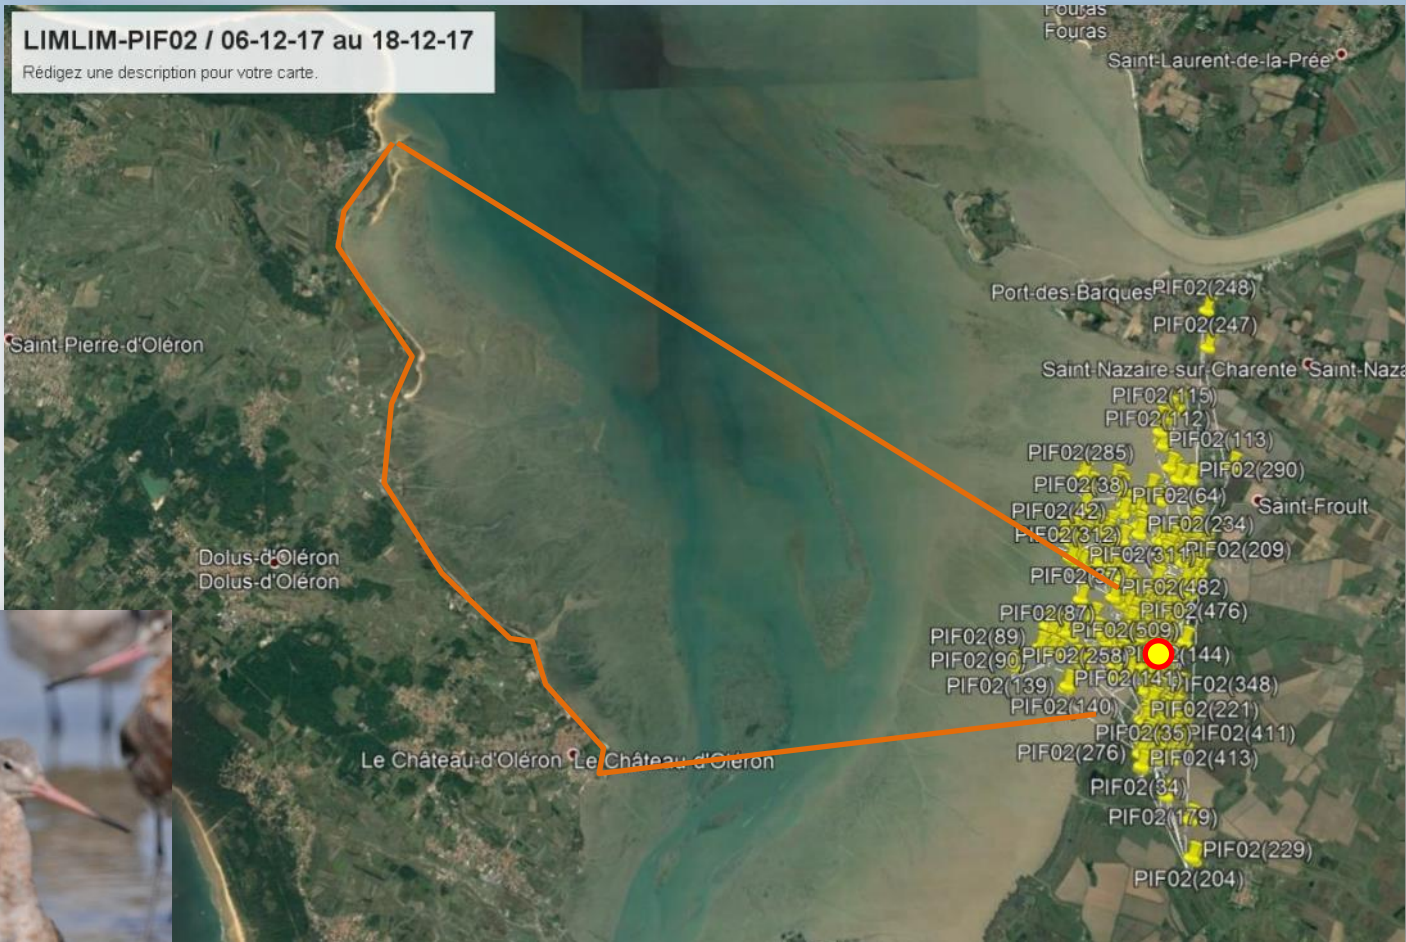 LIMLIM-PIF02 / 06-12-17 au 18-12-17
Rédigez une description pour votre carte.
Fouras
Fouras
Saint-Laurent-de-la-Prée
Port-des-Barques
PIF02(248)
PIF02(247)
Saint-Pierre-d'Oléron
Saint-Nazaire-sur-Charente
Saint-Naza
PIF02(115)
PIF02(112)
PIF02(113)
PIF02(285)
PIF02(290)
PIF02(38)
PIF02(64)
Saint-Froult
PIF02(42)
PIF02(234)
PIF02(312)
PIF02(311)
PIF02(209)
Dolus-d'Oléron
Dolus-d'Oléron
PIF02(482)
PIF02(87)
PIF02(476)
PIF02(89)
PIF02(509)
PIF02(90)
PIF02(258)
(144)
PIF02(139)
PIF02(141)
PIF02(348)
PIF02(140)
PIF02(221)
PIF02(35)
PIF02(411)
PIF02(276)
PIF02(413)
Le Château-d'Oléron
Le Château-d'Oléron
PIF02(34)
PIF02(179)
PIF02(229)
PIF02(204)